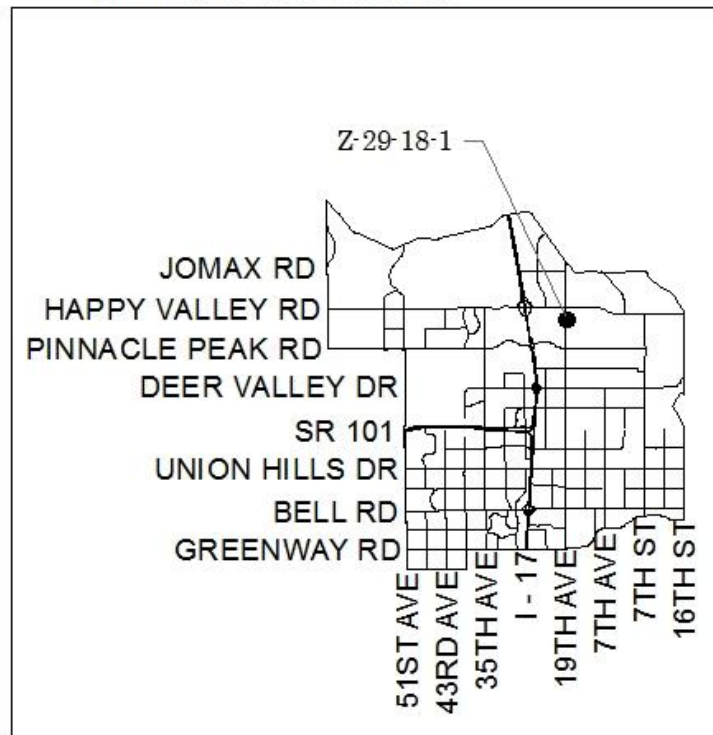 Z-29-18-1
JOMAX RD
HAPPY VALLEY RD
PINNACLE PEAK RD
DEER VALLEY DR
SR 101
UNION HILLS DR
BELL RD
GREENWAY RD
51ST AVE
43RD AVE
35TH AVE
I - 17
19TH AVE
7TH AVE
7TH ST
16TH ST